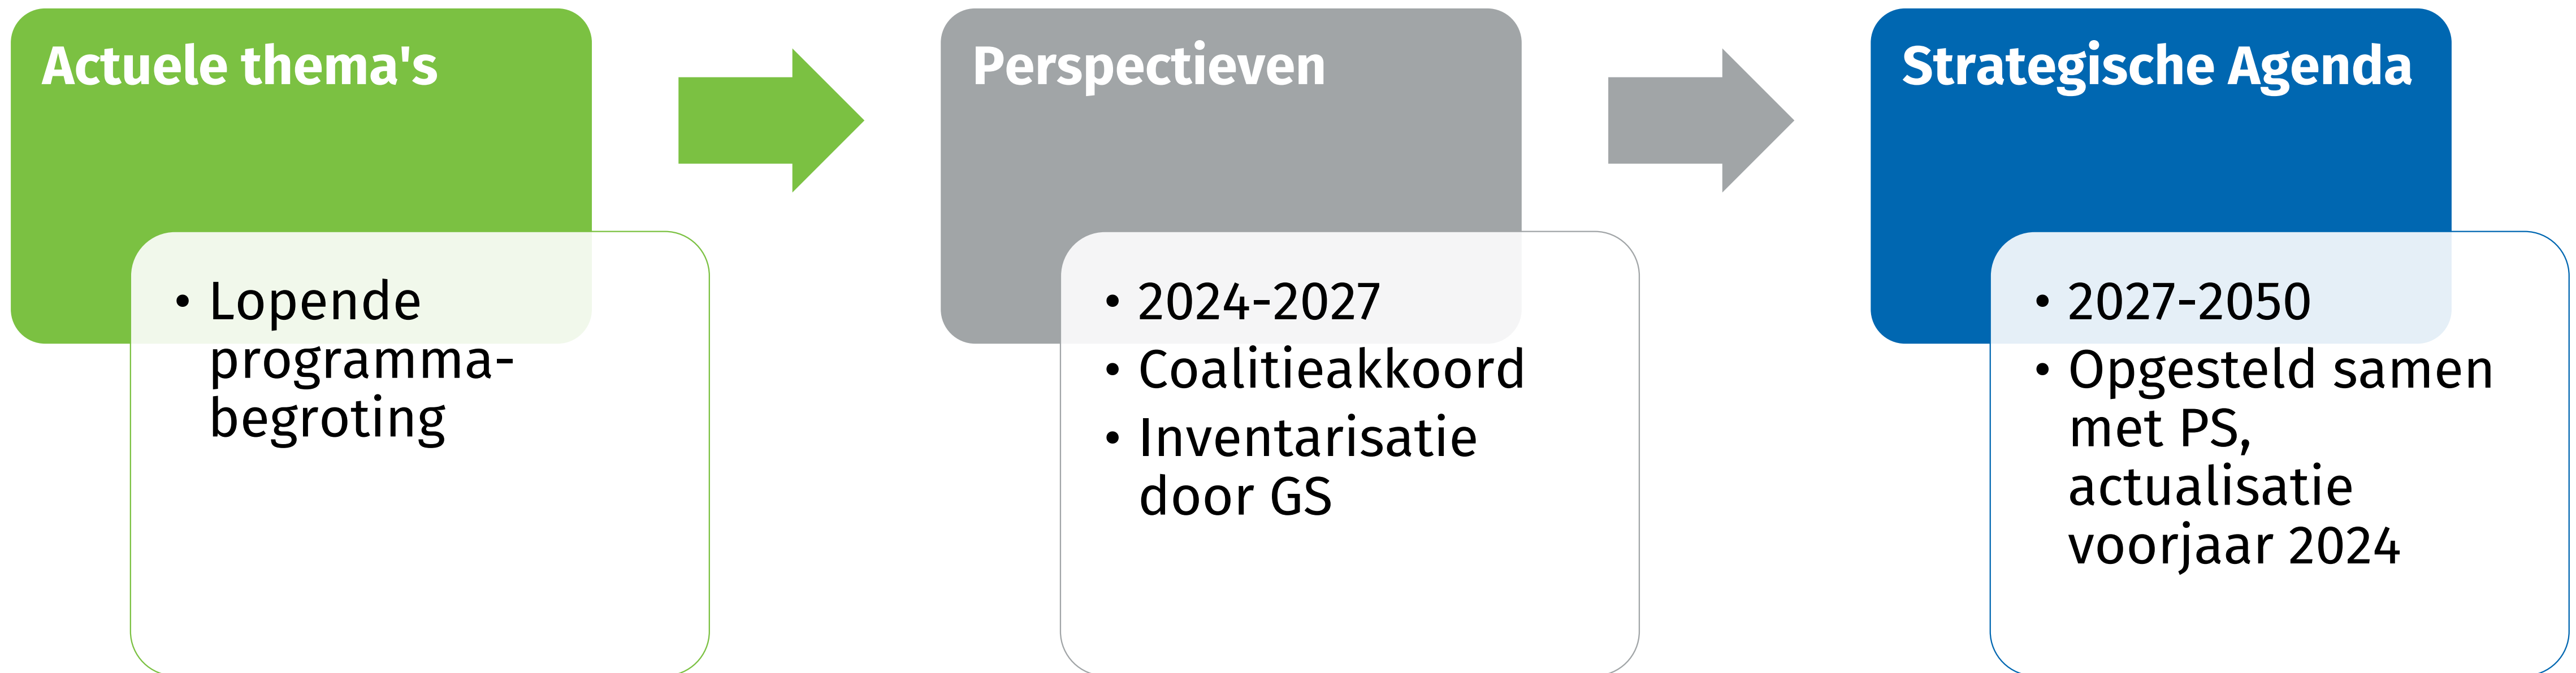 Actuele thema's
• Lopende
programma-
begroting
Perspectieven
• 2024-2027
• Coalitieakkoord
• Inventarisatie
door GS
Strategische Agenda
• 2027-2050
• Opgesteld samen
met PS,
actualisatie
voorjaar 2024